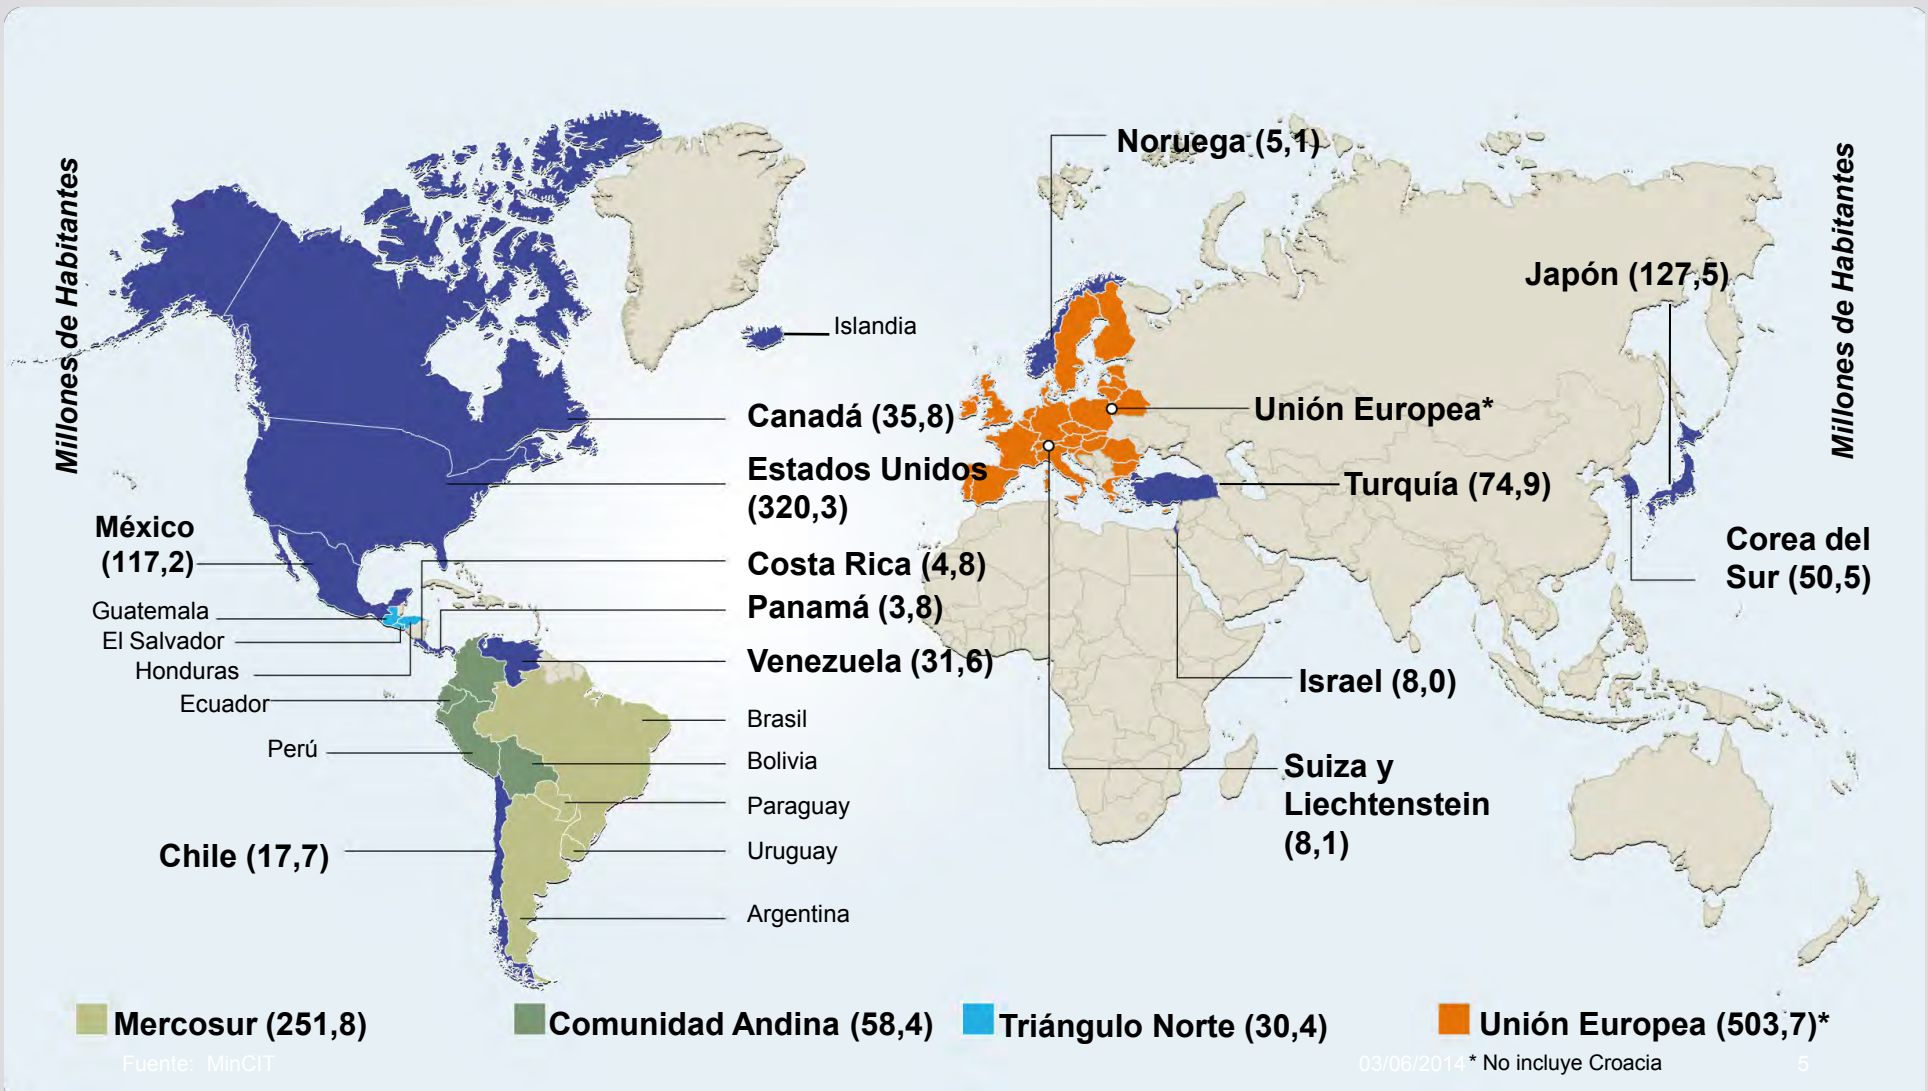 Millones de Habitantes
Noruega (5,1)
Millones de Habitantes
Japón (127,5)
Islandia
Canadá (35,8)
Unión Europea*
Estados Unidos
(320,3)
Turquía (74,9)
México
(117,2)
Corea del
Sur (50,5)
Costa Rica (4,8)
Guatemala
Panamá (3,8)
El Salvador
Honduras
Venezuela (31,6)
Israel (8,0)
Ecuador
Brasil
Perú
Bolivia
Suiza y
Liechtenstein
(8,1)
Paraguay
Chile (17,7)
Uruguay
Argentina
Mercosur (251,8)
Comunidad Andina (58,4)
Triángulo Norte (30,4)
Unión Europea (503,7)*
Fuente: MinCIT
03/06/2014
* No incluye Croacia
5